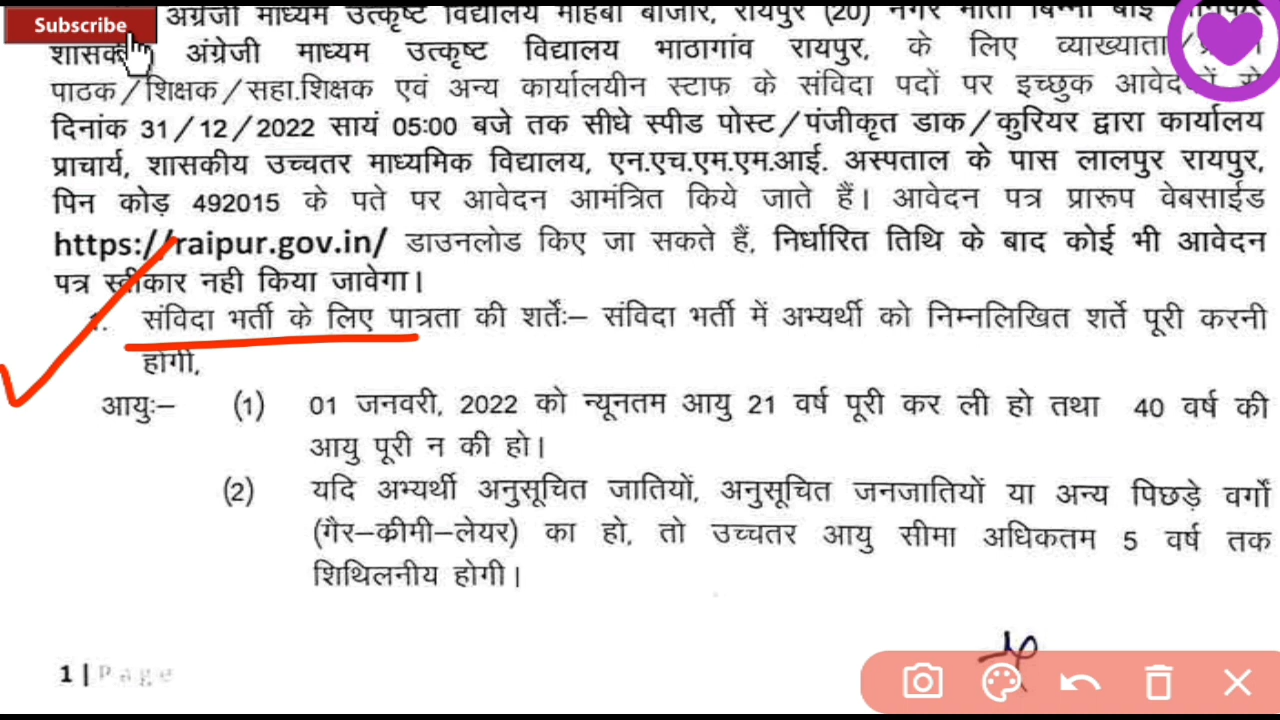 Subscribe
अंग्रेजी माध्यम उत्कृष्ट विद्यालय मोहबा बाजार, रायपुर (20) नगर माता बिन्नी बाई
शासकी अंग्रेजी माध्यम उत्कृष्ट विद्यालय भाठागांव रायपुर, के लिए व्याख्याता/
पाठक/शिक्षक/सहा.शिक्षक एवं अन्य कार्यालयीन स्टाफ के संविदा पदों पर इच्छुक से
दिनांक 31/12/2022 सायं 05:00 बजे तक सीधे स्पीड पोस्ट/पंजीकृत डाक/कुरियर द्वारा कार्यालय
प्राचार्य, शासकीय उच्चतर माध्यमिक विद्यालय, एन.एच.एम.एम.आई. अस्पताल के पास लालपुर रायपुर,
पिन कोड़ 492015 के पते पर आवेदन आमंत्रित किये जाते हैं। आवेदन पत्र प्रारूप वेबसाईड
https://raipur.gov.in/ डाउनलोड किए जा सकते हैं, निर्धारित तिथि के बाद कोई भी आवेदन
पत्र स्वीकार नही किया जावेगा।
1. संविदा भर्ती के लिए पात्रता की शर्तेः– संविदा भर्ती में अभ्यर्थी को निम्नलिखित शर्ते पूरी करनी
होगी,
आयुः– (1) 01 जनवरी, 2022 को न्यूनतम आयु 21 वर्ष पूरी कर ली हो तथा 40 वर्ष की
आयु पूरी न की हो।
(2) यदि अभ्यर्थी अनुसूचित जातियों, अनुसूचित जनजातियों या अन्य पिछड़े वर्गों
(गैर–कीमी–लेयर) का हो, तो उच्चतर आयु सीमा अधिकतम 5 वर्ष तक
शिथिलनीय होगी।
1 | Page